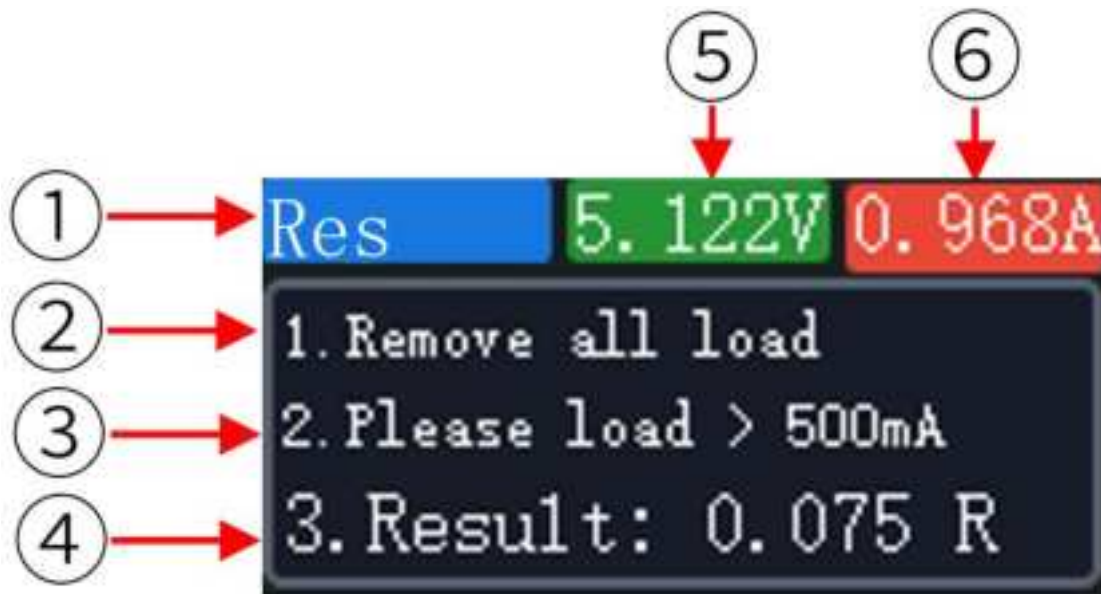 ⑤ ⑥
① Res 5.122V 0.968A
② 1.Remove all load
③ 2.Please load > 500mA
④ 3.Result: 0.075 R